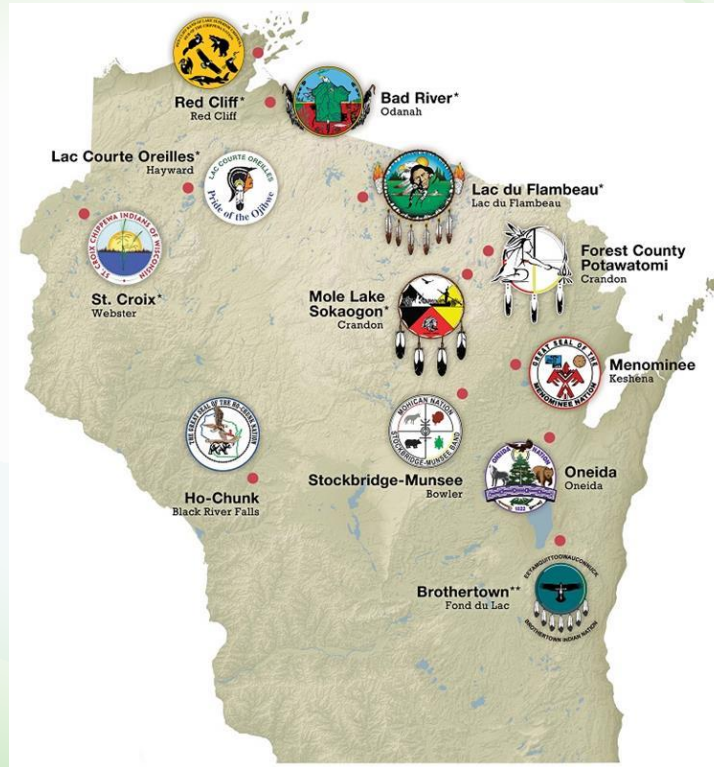 Red Cliff*
Red Cliff
Bad River*
Odanah
Lac Courte Oreilles*
Hayward
LAC COURTE OREILLES
Pride of the Ojibwe
Lac du Flambeau*
Lac du Flambeau
ST. CROIX CHIPPEWA INDIANS OF WISCONSIN
St. Croix*
Webster
Forest County
Potawatomi
Crandon
Mole Lake
Sokaogon*
Crandon
GREAT SEAL OF THE
MENOMINEE NATION
Menominee
Keshena
THE GREAT SEAL OF THE HO-CHUNK NATION
Ho-Chunk
Black River Falls
MOHICAN NATION
STOCKBRIDGE-MUNSEE BAND
Stockbridge-Munsee
Bowler
ONEIDA NATION
1822
Oneida
Oneida
Brothertown**
Fond du Lac
EEYAMQUITTOOWAUCONNUCK
BROTHERTOWN INDIAN NATION